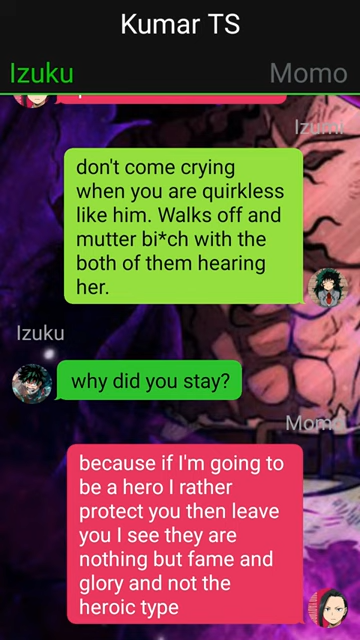 Kumar TS
Izuku
Momo
Izumi
don't come crying
when you are quirkless
like him. Walks off and
mutter bi*ch with the
both of them hearing
her.
Izuku
why did you stay?
Momo
because if I'm going to
be a hero I rather
protect you then leave
you I see they are
nothing but fame and
glory and not the
heroic type